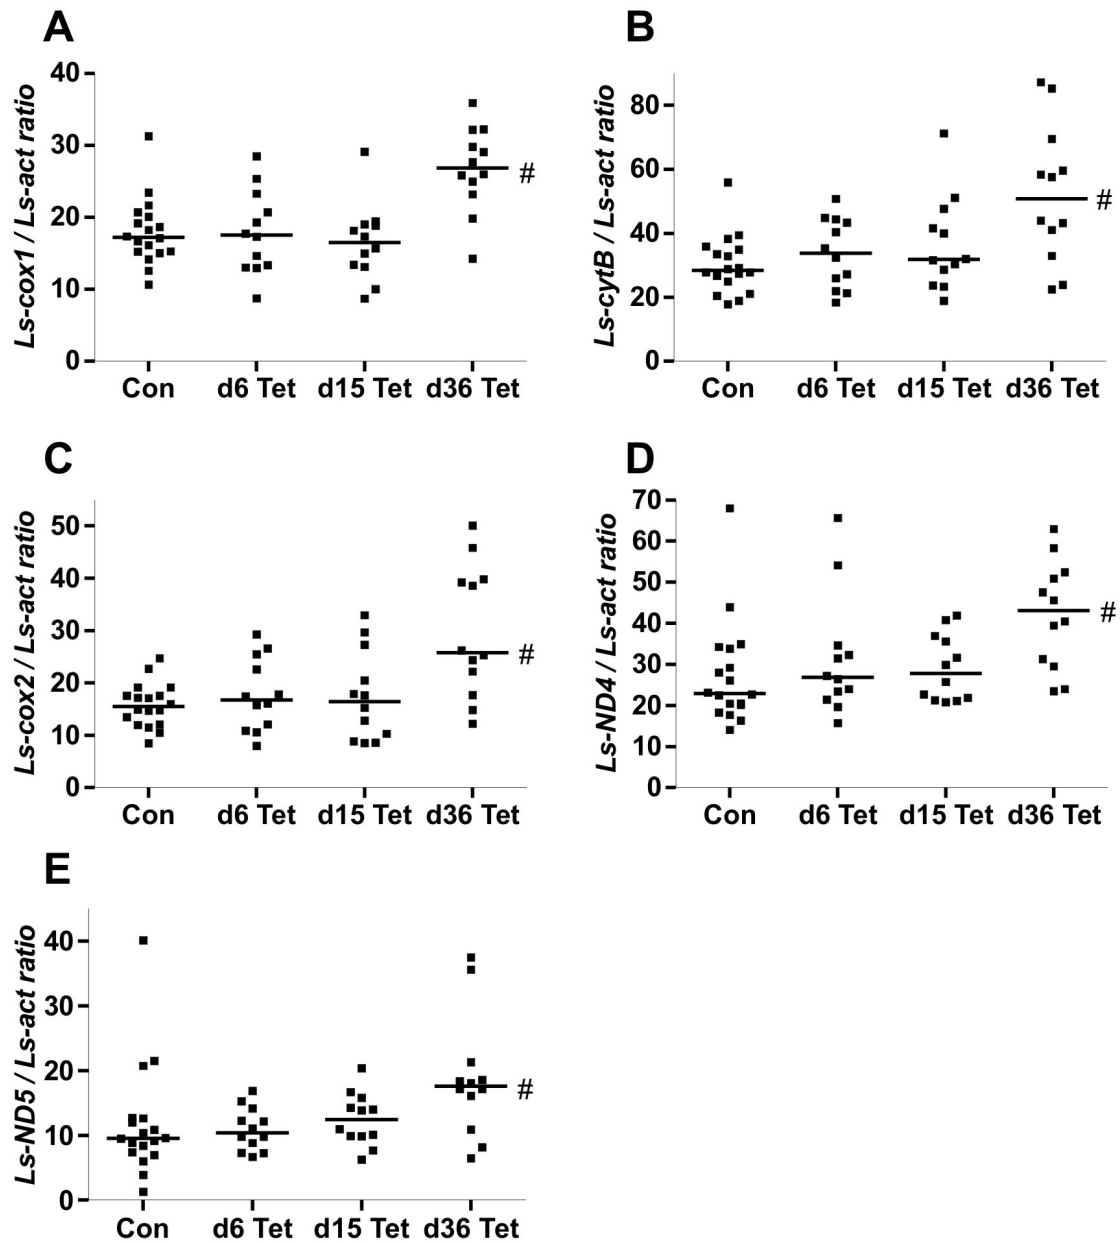 A
Ls-cox1 / Ls-act ratio
40
30
20
10
0
#
Con d6 Tet d15 Tet d36 Tet
B
Ls-cytB / Ls-act ratio
80
60
40
20
0
#
Con d6 Tet d15 Tet d36 Tet
C
Ls-cox2 / Ls-act ratio
50
40
30
20
10
0
#
Con d6 Tet d15 Tet d36 Tet
D
Ls-ND4 / Ls-act ratio
70
60
50
40
30
20
10
0
#
Con d6 Tet d15 Tet d36 Tet
E
Ls-ND5 / Ls-act ratio
40
30
20
10
0
#
Con d6 Tet d15 Tet d36 Tet